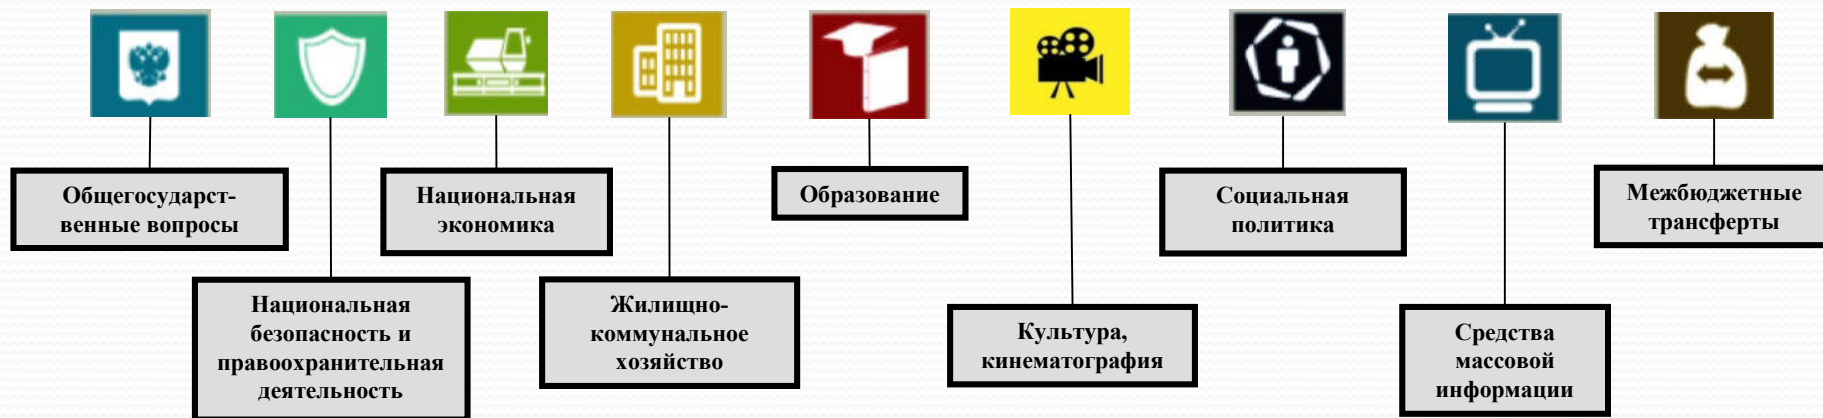 Общегосударст-
венные вопросы
Национальная
безопасность и
правоохранительная
деятельность
Национальная
экономика
Жилищно-
коммунальное
хозяйство
Образование
Культура,
кинематография
Социальная
политика
Средства
массовой
информации
Межбюджетные
трансферты